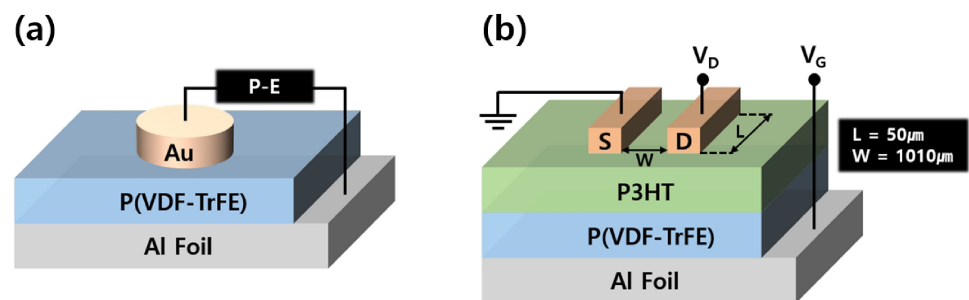 (a)
P-E
Au
P(VDF-TrFE)
Al Foil
(b)
V_D
V_G
S
D
L
W
L = 50㎛
W = 1010㎛
P3HT
P(VDF-TrFE)
Al Foil